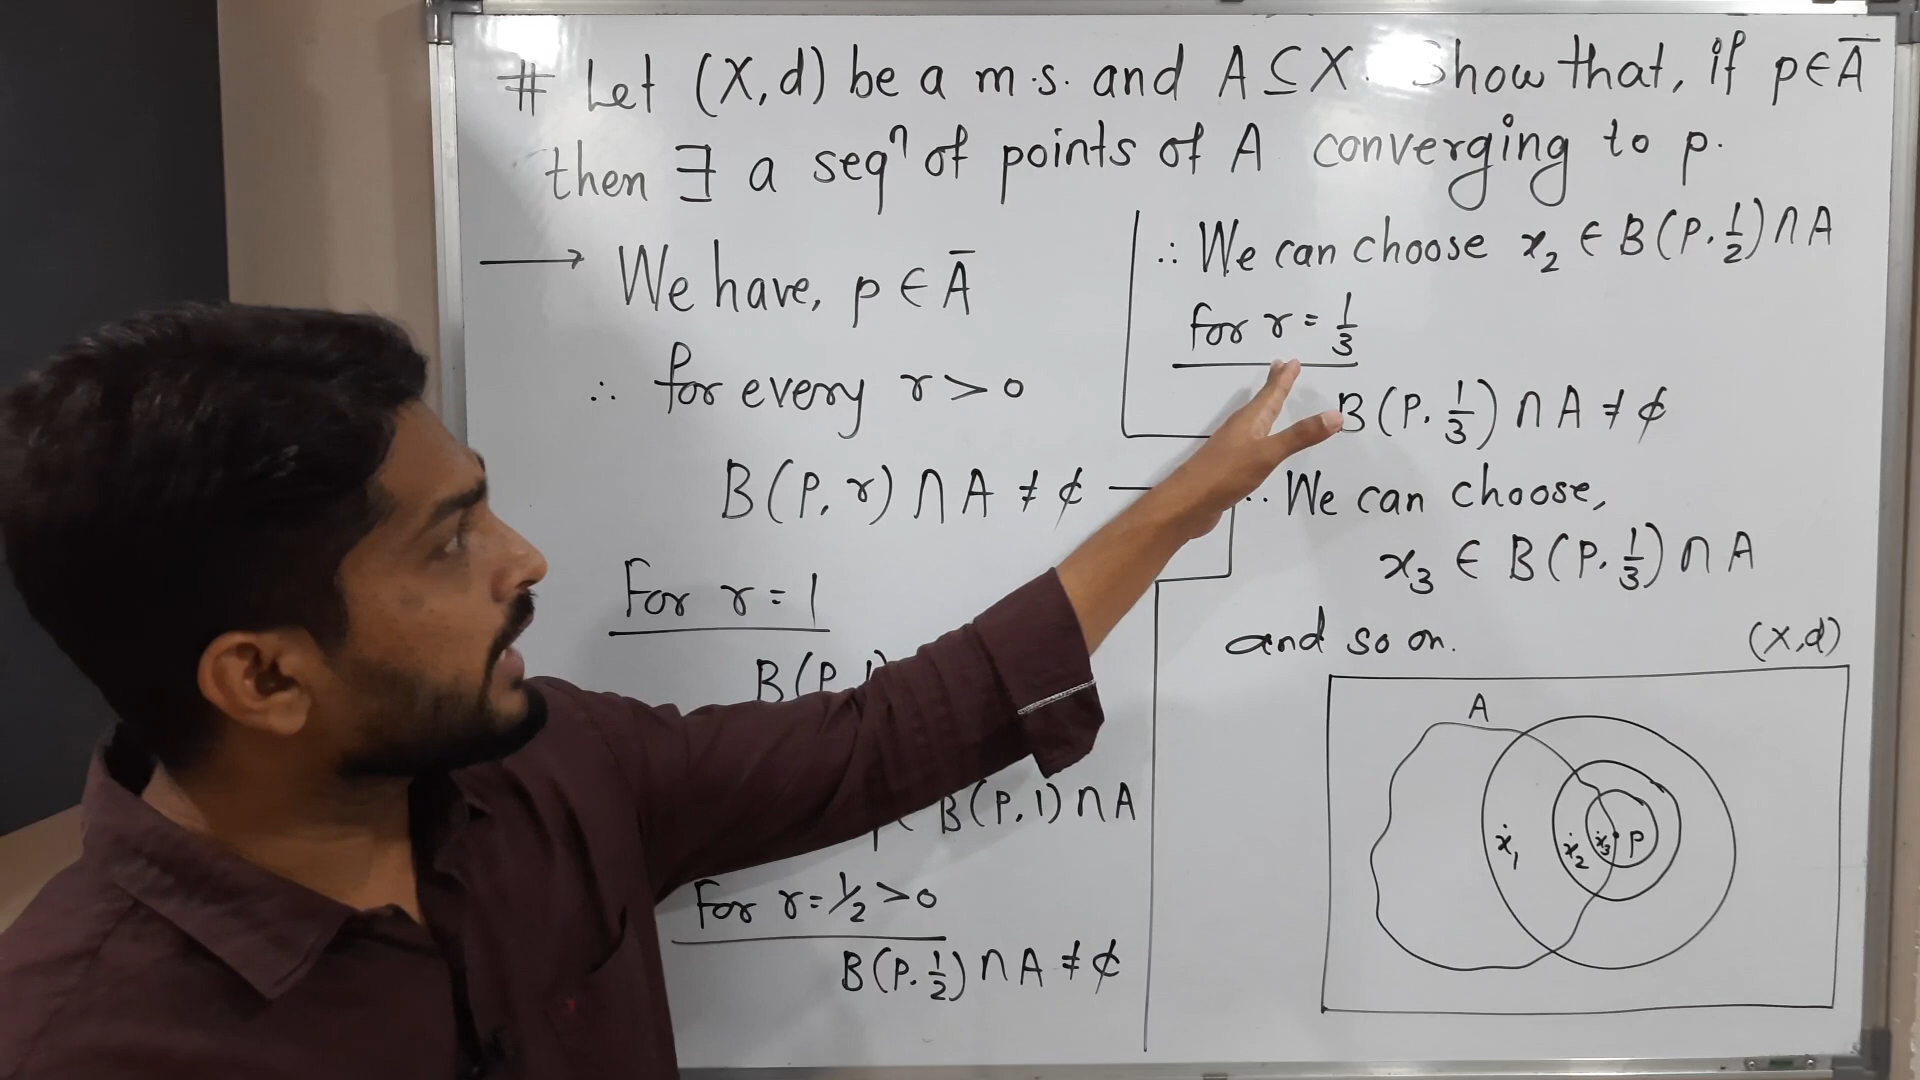 # Let (X,d) be a m.s. and A⊆X. Show that, if p∈A̅
then ∃ a seqⁿ of points of A converging to p.
→ We have, p∈A̅
∴ for every r>0
B(p,r)∩A≠¢
For r=1
B(p,1)
B(p,1)∩A
For r=1/2>0
B(p,1/2)∩A≠¢
∴ We can choose x₂∈B(p,1/2)∩A
for r=1/3
B(p,1/3)∩A≠¢
∴ We can choose,
x₃∈B(p,1/3)∩A
and so on.
(X,d)
A
x₁ x₂ x₃ p